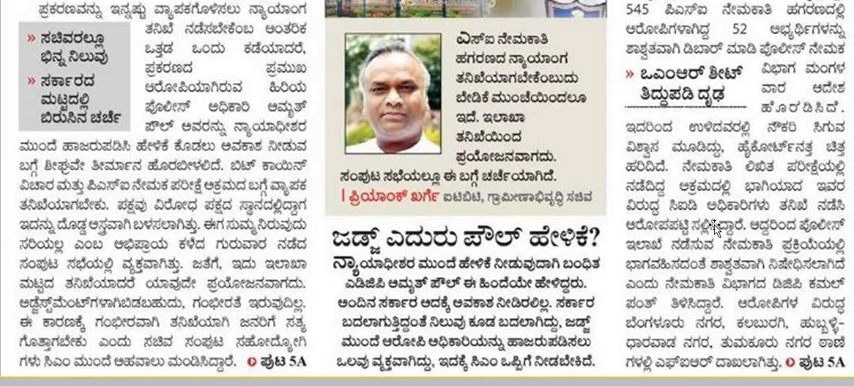 ಪ್ರಕರಣವನ್ನು ಇನ್ನಷ್ಟು ವ್ಯಾಪಕಗೊಳಿಸಲು ನ್ಯಾಯಾಂಗ
ತನಿಖೆ ನಡೆಸಬೇಕೆಂಬ ಆಂತರಿಕ
ಒತ್ತಡ ಒಂದು ಕಡೆಯಾದರೆ,
ಪ್ರಕರಣದ ಪ್ರಮುಖ
ಆರೋಪಿಯಾಗಿರುವ ಹಿರಿಯ
ಪೊಲೀಸ್ ಅಧಿಕಾರಿ ಅಮೃತ್
ಪೌಲ್ ಅವರನ್ನು ನ್ಯಾಯಾಧೀಶರ
» ಸಚಿವರಲ್ಲೂ
ಭಿನ್ನ ನಿಲುವು
» ಸರ್ಕಾರದ
ಮಟ್ಟದಲ್ಲಿ
ಬಿರುಸಿನ ಚರ್ಚೆ
ಮುಂದೆ ಹಾಜರುಪಡಿಸಿ ಹೇಳಿಕೆ ಕೊಡಲು ಅವಕಾಶ ನೀಡುವ
ಬಗ್ಗೆ ಶೀಘ್ರವೇ ತೀರ್ಮಾನ ಹೊರಬೀಳಲಿದೆ. ಬಿಟ್ ಕಾಯಿನ್
ವಿಚಾರ ಮತ್ತು ಪಿಎಸ್‌ಐ ನೇಮಕ ಪರೀಕ್ಷೆ ಅಕ್ರಮದ ಬಗ್ಗೆ ವ್ಯಾಪಕ
ತನಿಖೆಯಾಗಬೇಕು. ಪಕ್ಷವು ವಿರೋಧ ಪಕ್ಷದ ಸ್ಥಾನದಲ್ಲಿದ್ದಾಗ
ಇದನ್ನು ದೊಡ್ಡ ಅಸ್ತ್ರವಾಗಿ ಬಳಸಲಾಗಿತ್ತು. ಈಗ ಸುಮ್ಮನಿರುವುದು
ಸರಿಯಲ್ಲ ಎಂಬ ಅಭಿಪ್ರಾಯ ಕಳೆದ ಗುರುವಾರ ನಡೆದ
ಸಂಪುಟ ಸಭೆಯಲ್ಲಿ ವ್ಯಕ್ತವಾಗಿತ್ತು. ಜತೆಗೆ, ಇದು ಇಲಾಖಾ
ಮಟ್ಟದ ತನಿಖೆಯಾದರೆ ಯಾವುದೇ ಪ್ರಯೋಜನವಾಗದು.
ಅಡ್ಜೆಸ್ಟ್‌ಮೆಂಟ್‌ಗಳಾಗಿಬಿಡಬಹುದು, ಗಂಭೀರತೆ ಇರುವುದಿಲ್ಲ.
ಈ ಕಾರಣಕ್ಕೆ ಗಂಭೀರವಾಗಿ ತನಿಖೆಯಾಗಿ ಜನರಿಗೆ ಸತ್ಯ
ಗೊತ್ತಾಗಬೇಕು ಎಂದು ಸಚಿವ ಸಂಪುಟ ಸಹೋದ್ಯೋಗಿ
ಗಳು ಸಿಎಂ ಮುಂದೆ ಅಹವಾಲು ಮಂಡಿಸಿದ್ದಾರೆ. ಪುಟ 5A
ಎಸ್‌ಐ ನೇಮಕಾತಿ
ಹಗರಣದ ನ್ಯಾಯಾಂಗ
ತನಿಖೆಯಾಗಬೇಕೆಂಬುದು
ಬೇಡಿಕೆ ಮುಂಚೆಯಿಂದಲೂ
ಇದೆ. ಇಲಾಖಾ
ತನಿಖೆಯಿಂದ
ಪ್ರಯೋಜನವಾಗದು.
ಸಂಪುಟ ಸಭೆಯಲ್ಲೂ ಈ ಬಗ್ಗೆ ಚರ್ಚೆಯಾಗಿದೆ.
| ಪ್ರಿಯಾಂಕ್ ಖರ್ಗೆ ಐಟಿಬಿಟಿ, ಗ್ರಾಮೀಣಾಭಿವೃದ್ಧಿ ಸಚಿವ
ಜಡ್ಜ್ ಎದುರು ಪೌಲ್ ಹೇಳಿಕೆ?
ನ್ಯಾಯಾಧೀಶರ ಮುಂದೆ ಹೇಳಿಕೆ ನೀಡುವುದಾಗಿ ಬಂಧಿತ
ಎಡಿಜಿಪಿ ಅಮೃತ್ ಪೌಲ್ ಈ ಹಿಂದೆಯೇ ಹೇಳಿದ್ದರು.
ಅಂದಿನ ಸರ್ಕಾರ ಅದಕ್ಕೆ ಅವಕಾಶ ನೀಡಿರಲಿಲ್ಲ. ಸರ್ಕಾರ
ಬದಲಾಗುತ್ತಿದ್ದಂತೆ ನಿಲುವು ಕೂಡ ಬದಲಾಗಿದ್ದು, ಜಡ್ಜ್
ಮುಂದೆ ಆರೋಪಿ ಅಧಿಕಾರಿಯನ್ನು ಹಾಜರುಪಡಿಸಲು
ಒಲವು ವ್ಯಕ್ತವಾಗಿದ್ದು, ಇದಕ್ಕೆ ಸಿಎಂ ಒಪ್ಪಿಗೆ ನೀಡಬೇಕಿದೆ.
545 ಪಿಎಸ್‌ಐ ನೇಮಕಾತಿ ಹಗರಣದಲ್ಲಿ
ಆರೋಪಿಗಳಾಗಿದ್ದ 52 ಅಭ್ಯರ್ಥಿಗಳನ್ನು
ಶಾಶ್ವತವಾಗಿ ಡಿಬಾರ್ ಮಾಡಿ ಪೊಲೀಸ್ ನೇಮಕ
ವಿಭಾಗ ಮಂಗಳ
ವಾರ ಆದೇಶ
ಹೊರಡಿಸಿದೆ.
» ಒಎಂಆರ್ ಶೀಟ್
ತಿದ್ದುಪಡಿ ದೃಢ
ಇದರಿಂದ ಉಳಿದವರಲ್ಲಿ ನೌಕರಿ ಸಿಗುವ
ವಿಶ್ವಾಸ ಮೂಡಿದ್ದು, ಹೈಕೋರ್ಟ್‌ನತ್ತ ಚಿತ್ತ
ಹರಿದಿದೆ. ನೇಮಕಾತಿ ಲಿಖಿತ ಪರೀಕ್ಷೆಯಲ್ಲಿ
ನಡೆದಿದ್ದ ಅಕ್ರಮದಲ್ಲಿ ಭಾಗಿಯಾದ ಇವರ
ವಿರುದ್ಧ ಸಿಐಡಿ ಅಧಿಕಾರಿಗಳು ತನಿಖೆ ನಡೆಸಿ
ಆರೋಪಪಟ್ಟಿ ಸಲ್ಲಿಸಿದ್ದಾರೆ. ಆದ್ದರಿಂದ ಪೊಲೀಸ್
ಇಲಾಖೆ ನಡೆಸುವ ನೇಮಕಾತಿ ಪ್ರಕ್ರಿಯೆಯಲ್ಲಿ
ಭಾಗವಹಿಸದಂತೆ ಶಾಶ್ವತವಾಗಿ ನಿಷೇಧಿಸಲಾಗಿದೆ
ಎಂದು ನೇಮಕಾತಿ ವಿಭಾಗದ ಡಿಜಿಪಿ ಕಮಲ್
ಪಂತ್ ತಿಳಿಸಿದ್ದಾರೆ. ಆರೋಪಿಗಳ ವಿರುದ್ಧ
ಬೆಂಗಳೂರು ನಗರ, ಕಲಬುರಗಿ, ಹುಬ್ಬಳ್ಳಿ-
ಧಾರವಾಡ ನಗರ, ತುಮಕೂರು ನಗರ ಠಾಣೆ
ಗಳಲ್ಲಿ ಎಫ್‌ಐಆರ್ ದಾಖಲಾಗಿತ್ತು. ಪುಟ 5A